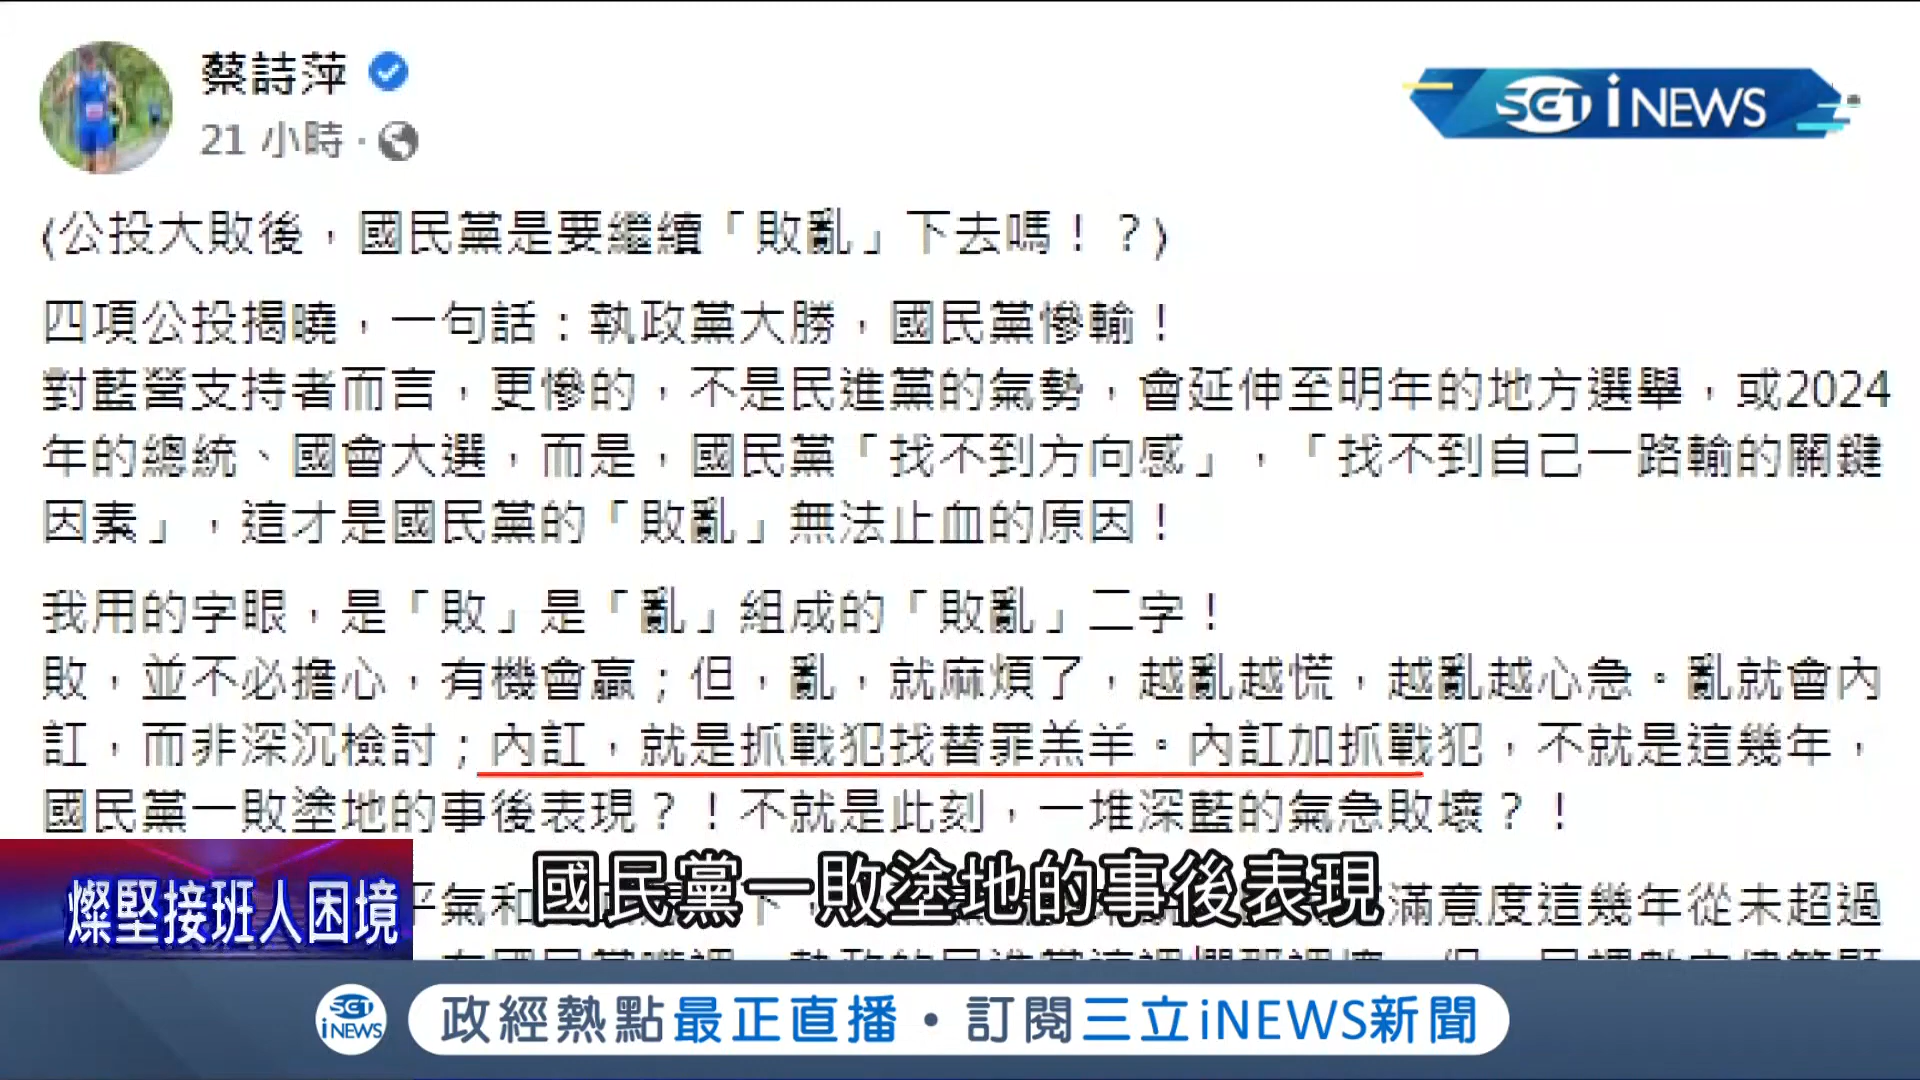 蔡詩萍
21 小時 ·
SET iNEWS
(公投大敗後，國民黨是要繼續「敗亂」下去嗎！？)
四項公投揭曉，一句話：執政黨大勝，國民黨慘輸！
對藍營支持者而言，更慘的，不是民進黨的氣勢，會延伸至明年的地方選舉，或2024
年的總統、國會大選，而是，國民黨「找不到方向感」，「找不到自己一路輸的關鍵
因素」，這才是國民黨的「敗亂」無法止血的原因！
我用的字眼，是「敗」是「亂」組成的「敗亂」二字！
敗，並不必擔心，有機會贏；但，亂，就麻煩了，越亂越慌，越亂越心急。亂就會內
訌，而非深沉檢討；內訌，就是抓戰犯找替罪羔羊。內訌加抓戰犯，不就是這幾年，
國民黨一敗塗地的事後表現？！不就是此刻，一堆深藍的氣急敗壞？！
平氣和
滿意度這幾年從未超過
國民黨一敗塗地的事後表現
燦堅接班人困境
SET iNEWS
政經熱點最正直播·訂閱三立iNEWS新聞